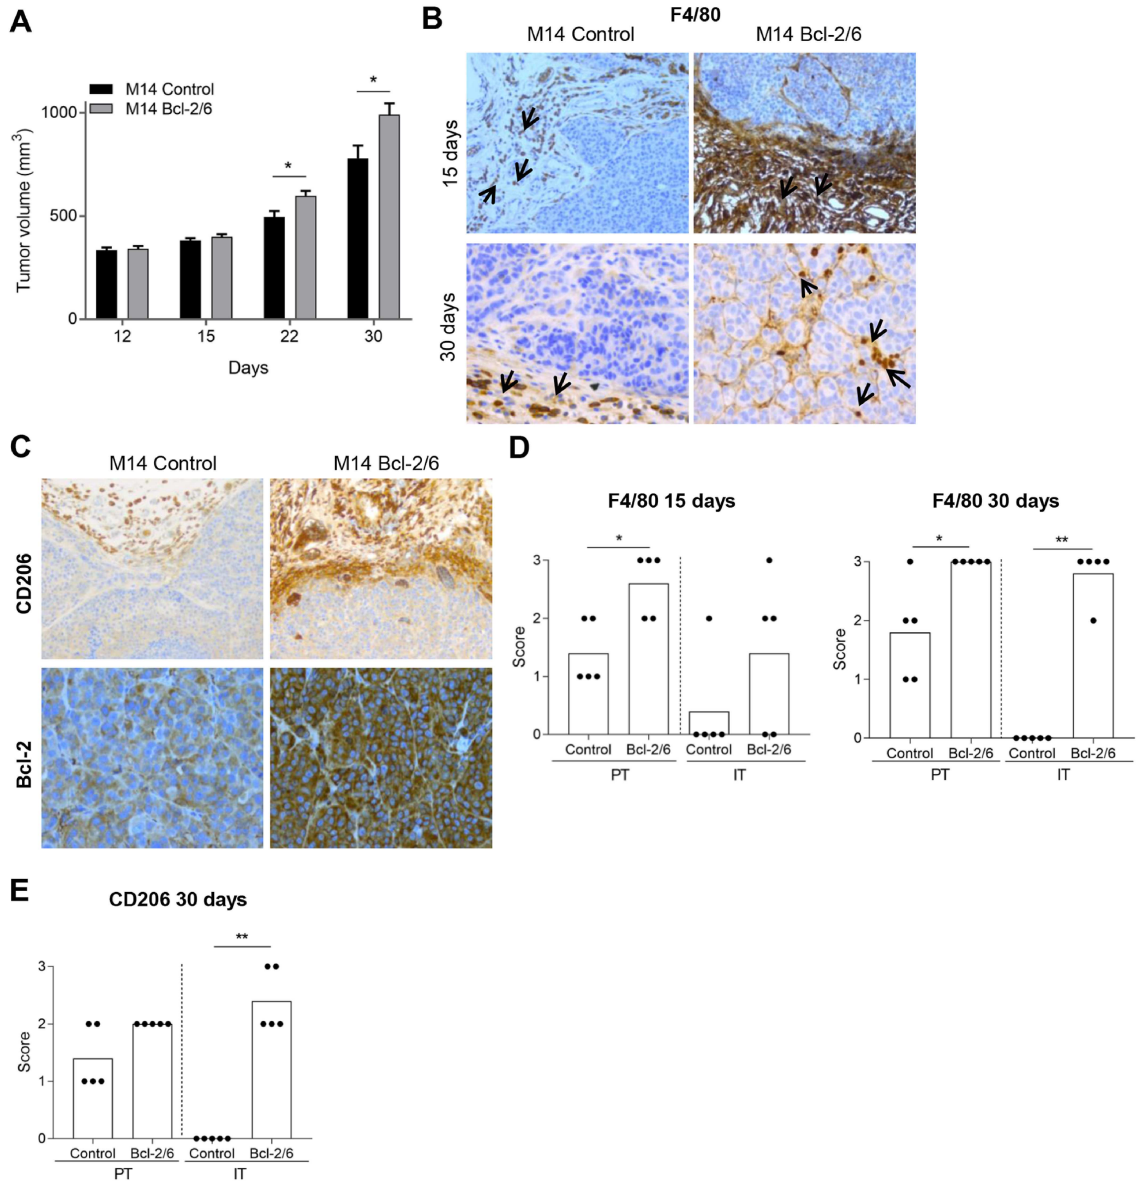 A
M14 Control
M14 Bcl-2/6
Tumor volume (mm³)
1000
500
0
*
*
12 15 22 30
Days
B
F4/80
M14 Control M14 Bcl-2/6
15 days
30 days
C
M14 Control M14 Bcl-2/6
CD206
Bcl-2
D
F4/80 15 days
*
Score
3
2
1
0
Control Bcl-2/6 Control Bcl-2/6
PT IT
F4/80 30 days
* **
Score
3
2
1
0
Control Bcl-2/6 Control Bcl-2/6
PT IT
E
CD206 30 days
**
Score
3
2
1
0
Control Bcl-2/6 Control Bcl-2/6
PT IT